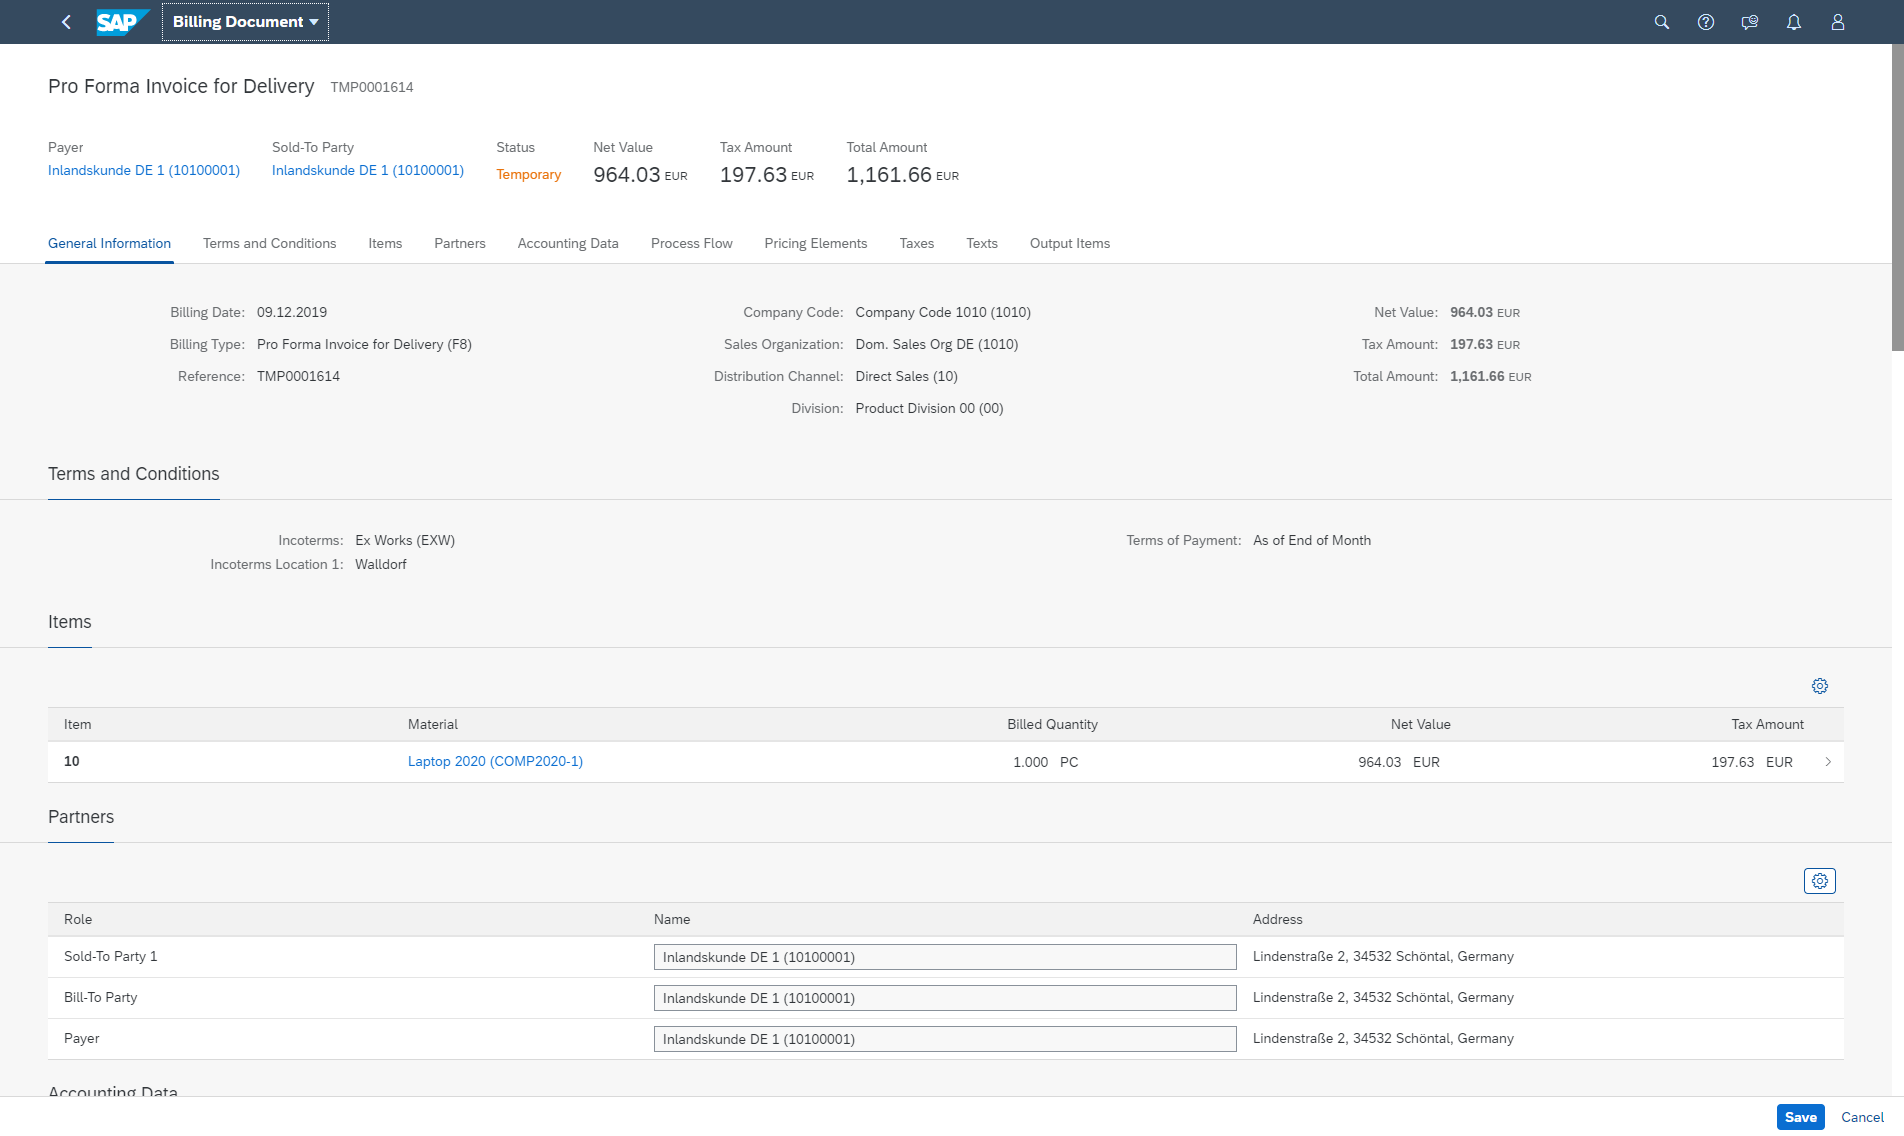 SAP Billing Document
Pro Forma Invoice for Delivery TMP0001614
Payer Sold-To Party Status Net Value Tax Amount Total Amount
Inlandskunde DE 1 (10100001) Inlandskunde DE 1 (10100001) Temporary 964.03 EUR 197.63 EUR 1,161.66 EUR
General Information Terms and Conditions Items Partners Accounting Data Process Flow Pricing Elements Taxes Texts Output Items
Billing Date: 09.12.2019 Company Code: Company Code 1010 (1010) Net Value: 964.03 EUR
Billing Type: Pro Forma Invoice for Delivery (F8) Sales Organization: Dom. Sales Org DE (1010) Tax Amount: 197.63 EUR
Reference: TMP0001614 Distribution Channel: Direct Sales (10) Total Amount: 1,161.66 EUR
Division: Product Division 00 (00)
Terms and Conditions
Incoterms: Ex Works (EXW) Terms of Payment: As of End of Month
Incoterms Location 1: Walldorf
Items
Item Material Billed Quantity Net Value Tax Amount
10 Laptop 2020 (COMP2020-1) 1.000 PC 964.03 EUR 197.63 EUR
Partners
Role Name Address
Sold-To Party 1 Inlandskunde DE 1 (10100001) Lindenstraße 2, 34532 Schöntal, Germany
Bill-To Party Inlandskunde DE 1 (10100001) Lindenstraße 2, 34532 Schöntal, Germany
Payer Inlandskunde DE 1 (10100001) Lindenstraße 2, 34532 Schöntal, Germany
Accounting Data
Save Cancel